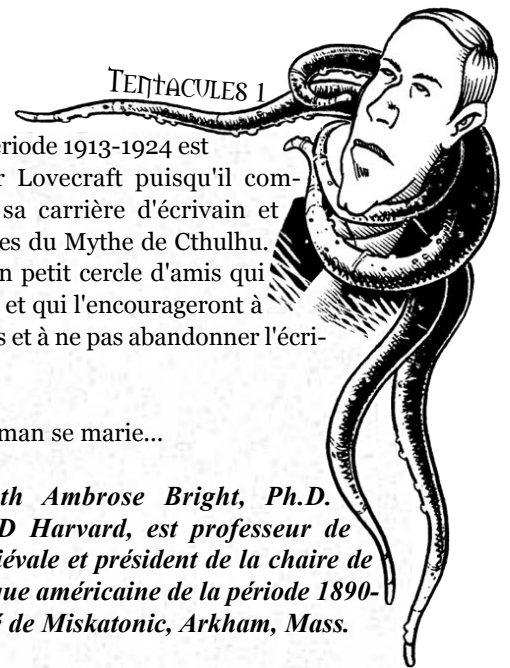 TENTACULES 1
ériode 1913-1924 est
r Lovecraft puisqu'il com-
sa carrière d'écrivain et
es du Mythe de Cthulhu.
n petit cercle d'amis qui
et qui l'encourageront à
s et à ne pas abandonner l'écri-
man se marie...
th Ambrose Bright, Ph.D.
D Harvard, est professeur de
iévale et président de la chaire de
que américaine de la période 1890-
é de Miskatonic, Arkham, Mass.